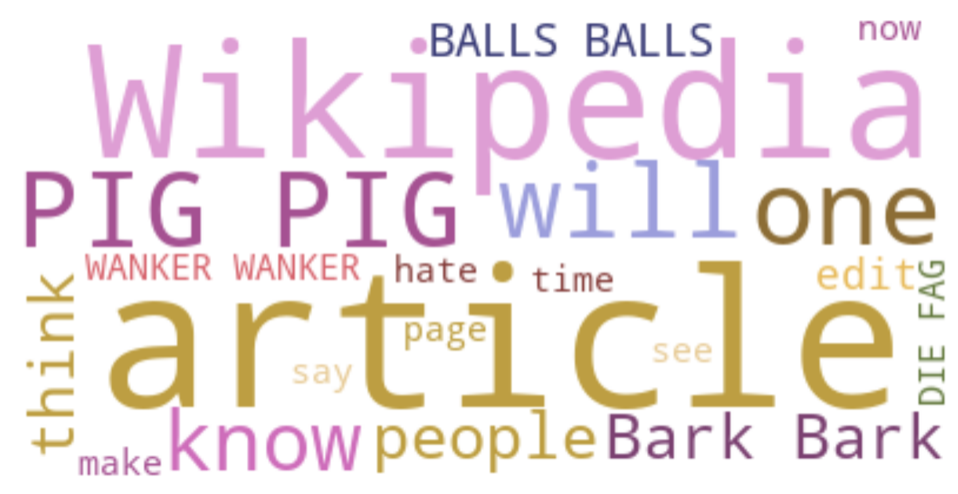 BALLS BALLS
now
Wikipedia
PIG PIG
will
one
WANKER WANKER
hate
time
edit
DIE FAG
think
article
page
say
see
know
people
Bark Bark
make